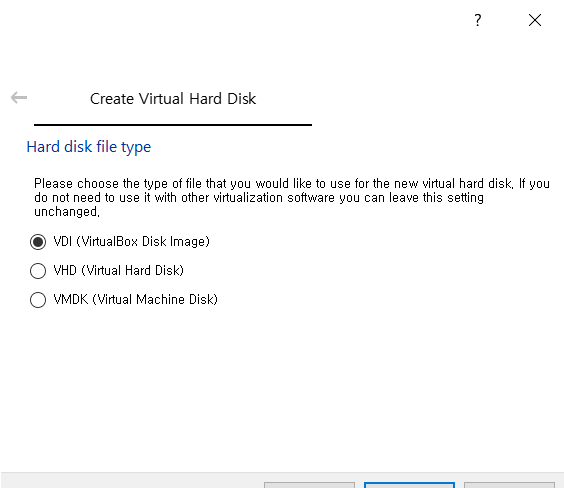 ?
Create Virtual Hard Disk
Hard disk file type
Please choose the type of file that you would like to use for the new virtual hard disk, If you
do not need to use it with other virtualization software you can leave this setting
unchanged,
VDI (VirtualBox Disk Image)
VHD (Virtual Hard Disk)
VMDK (Virtual Machine Disk)